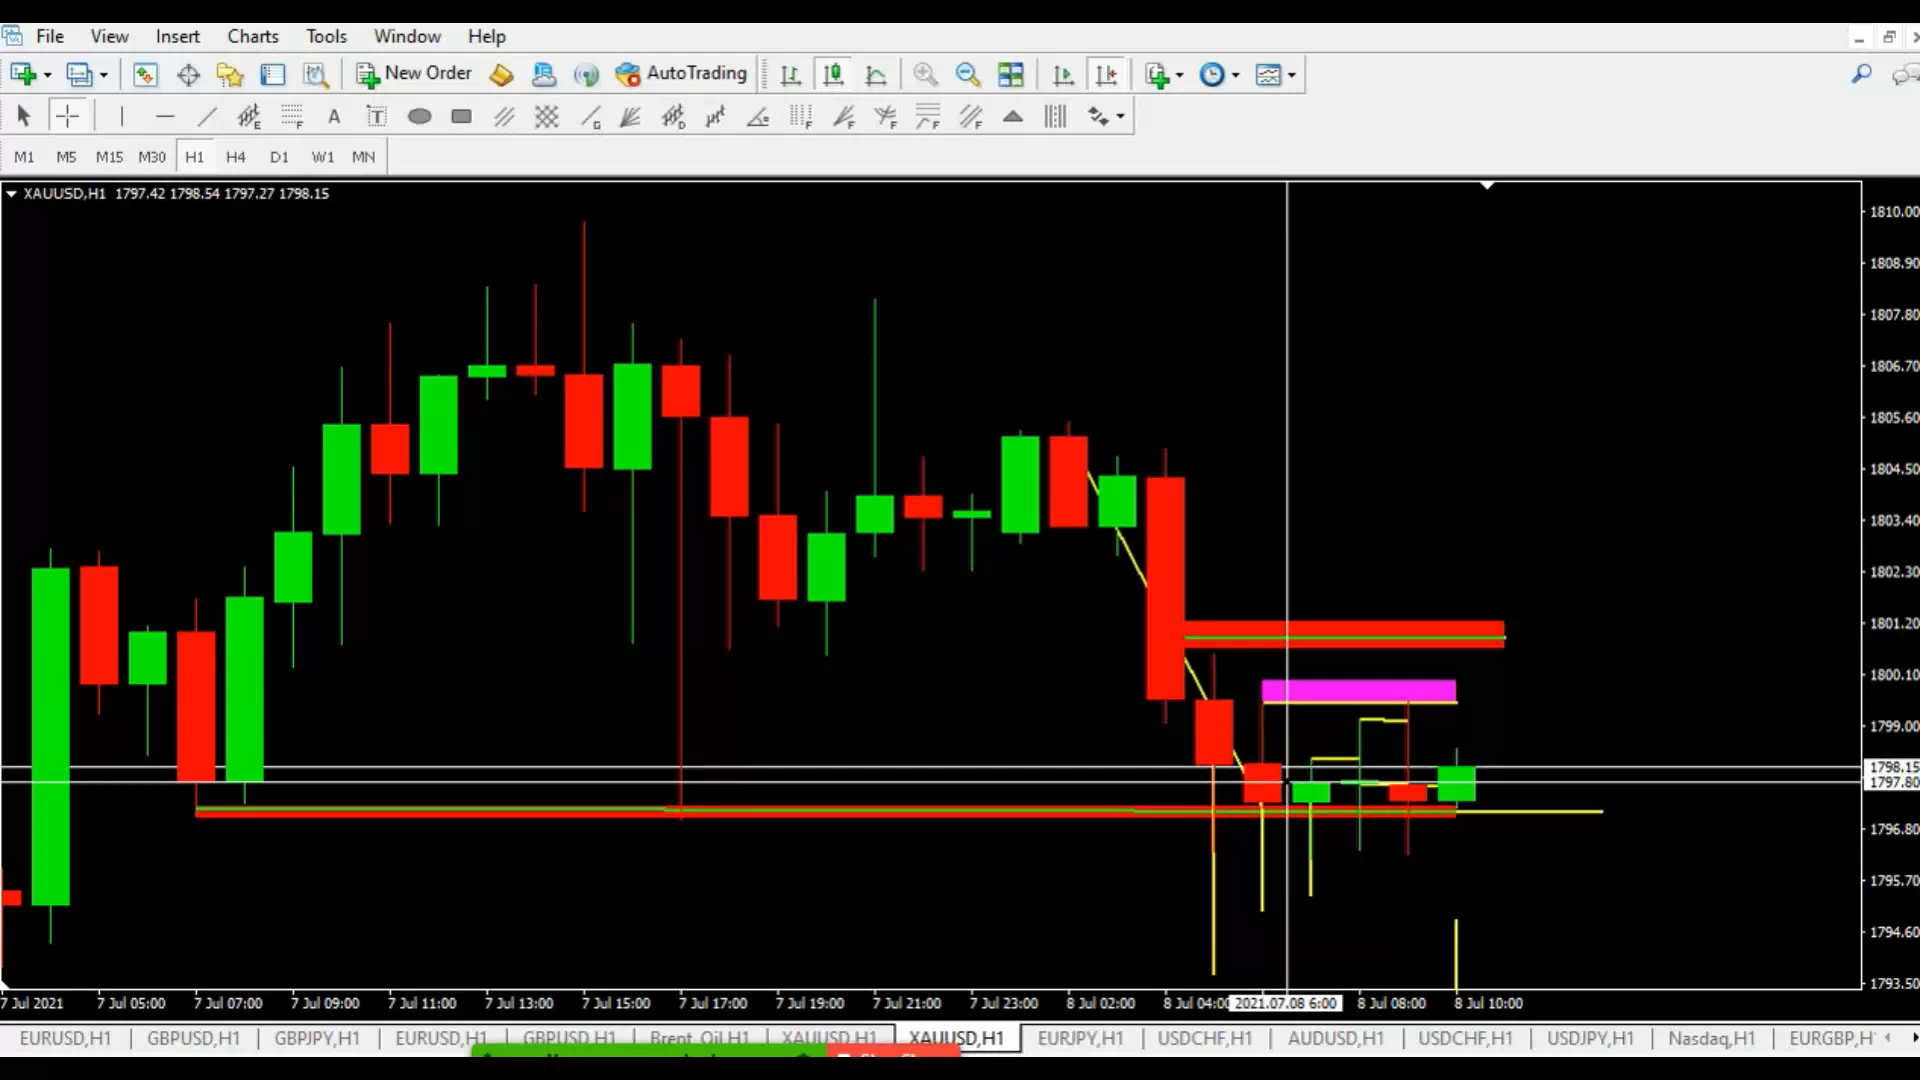 File View Insert Charts Tools Window Help
New Order AutoTrading
A T
M1 M5 M15 M30 H1 H4 D1 W1 MN
XAUUSD,H1 1797.42 1798.54 1797.27 1798.15
1810.00
1808.90
1807.80
1806.70
1805.60
1804.50
1803.40
1802.30
1801.20
1800.10
1799.00
1798.15
1797.80
1796.80
1795.70
1794.60
1793.50
7 Jul 2021 7 Jul 05:00 7 Jul 07:00 7 Jul 09:00 7 Jul 11:00 7 Jul 13:00 7 Jul 15:00 7 Jul 17:00 7 Jul 19:00 7 Jul 21:00 7 Jul 23:00 8 Jul 02:00 8 Jul 04:00 2021.07.08 6:00 8 Jul 08:00 8 Jul 10:00
EURUSD,H1 GBPUSD,H1 GBPJPY,H1 EURUSD,H1 GBPUSD,H1 Brent_Oil,H1 XAUUSD,H1 XAUUSD,H1 EURJPY,H1 USDCHF,H1 AUDUSD,H1 USDCHF,H1 USDJPY,H1 Nasdaq,H1 EURGBP,H